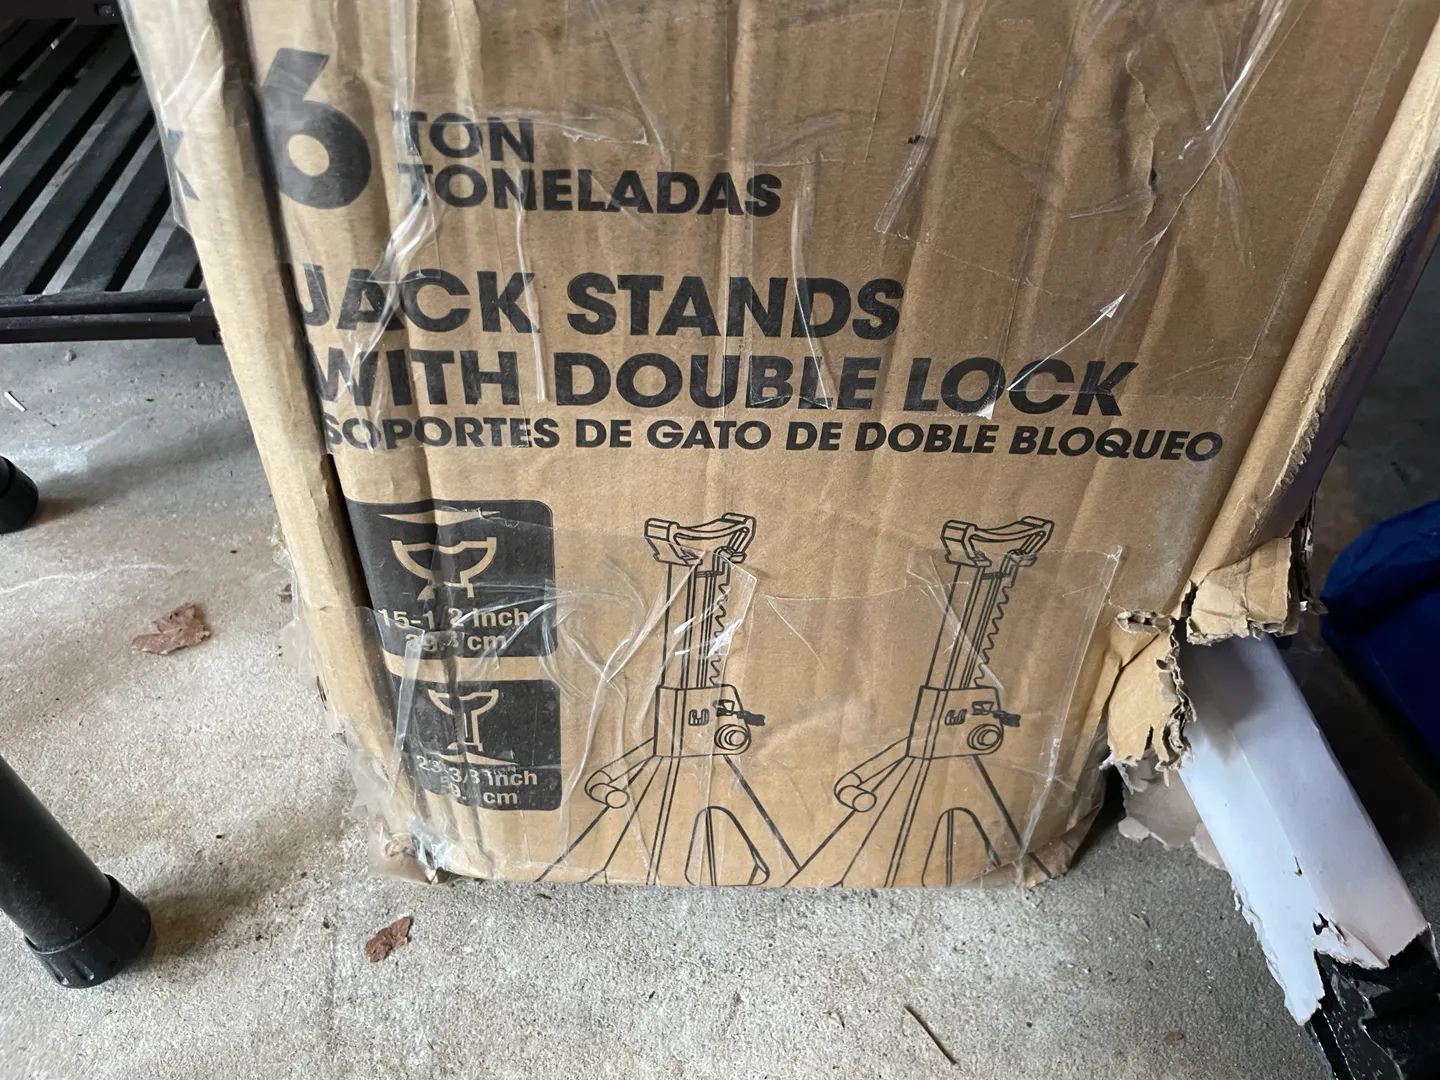 6 TON
TONELADAS
JACK STANDS
WITH DOUBLE LOCK
SOPORTES DE GATO DE DOBLE BLOQUEO
15-1/2 inch
cm
inch
cm